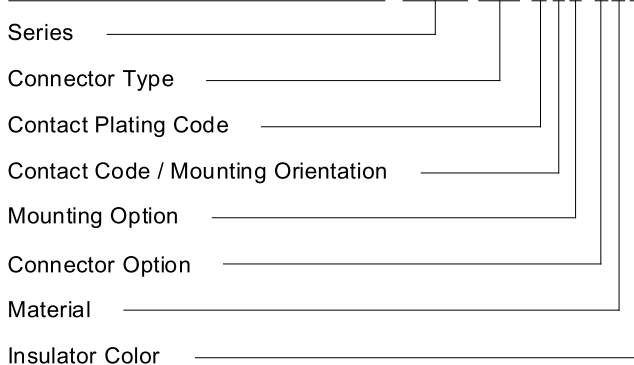 Series
Connector Type
Contact Plating Code
Contact Code / Mounting Orientation
Mounting Option
Connector Option
Material
Insulator Color